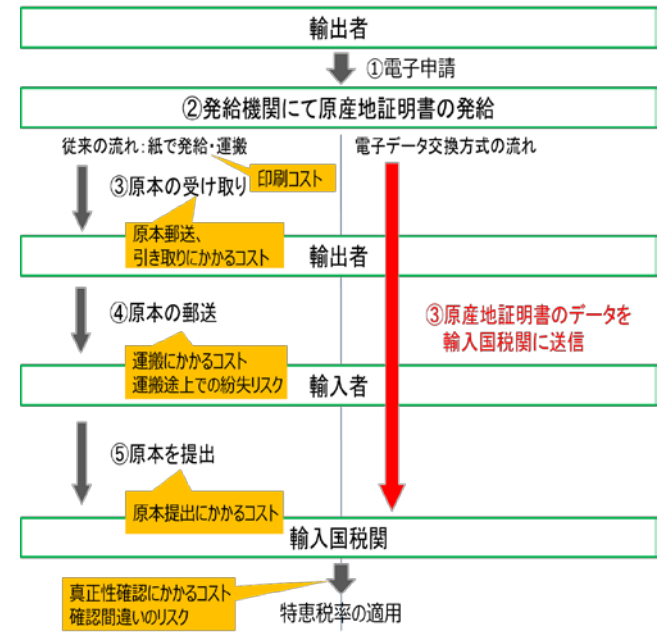 輸出者
①電子申請
②発給機関にて原産地証明書の発給
従来の流れ：紙で発給・運搬
電子データ交換方式の流れ
印刷コスト
③原本の受け取り
原本郵送、
引き取りにかかるコスト
輸出者
④原本の郵送
③原産地証明書のデータを
輸入国税関に送信
運搬にかかるコスト
運搬途上での紛失リスク
輸入者
⑤原本を提出
原本提出にかかるコスト
輸入国税関
真正性確認にかかるコスト
確認間違いのリスク
特恵税率の適用